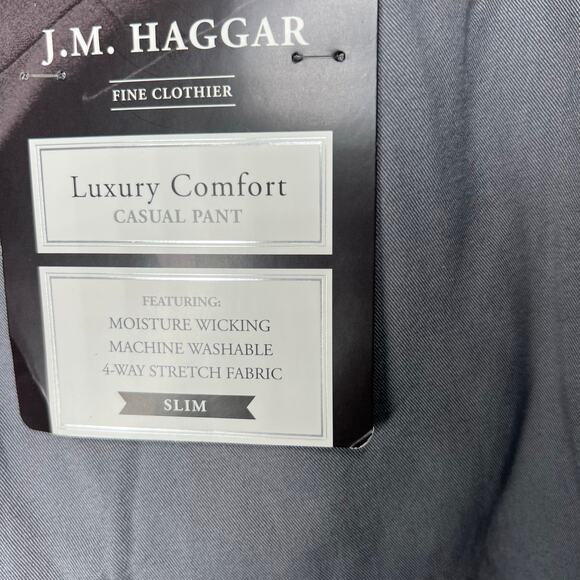 J.M. HAGGAR
FINE CLOTHIER
Luxury Comfort
CASUAL PANT
FEATURING:
MOISTURE WICKING
MACHINE WASHABLE
4-WAY STRETCH FABRIC
SLIM